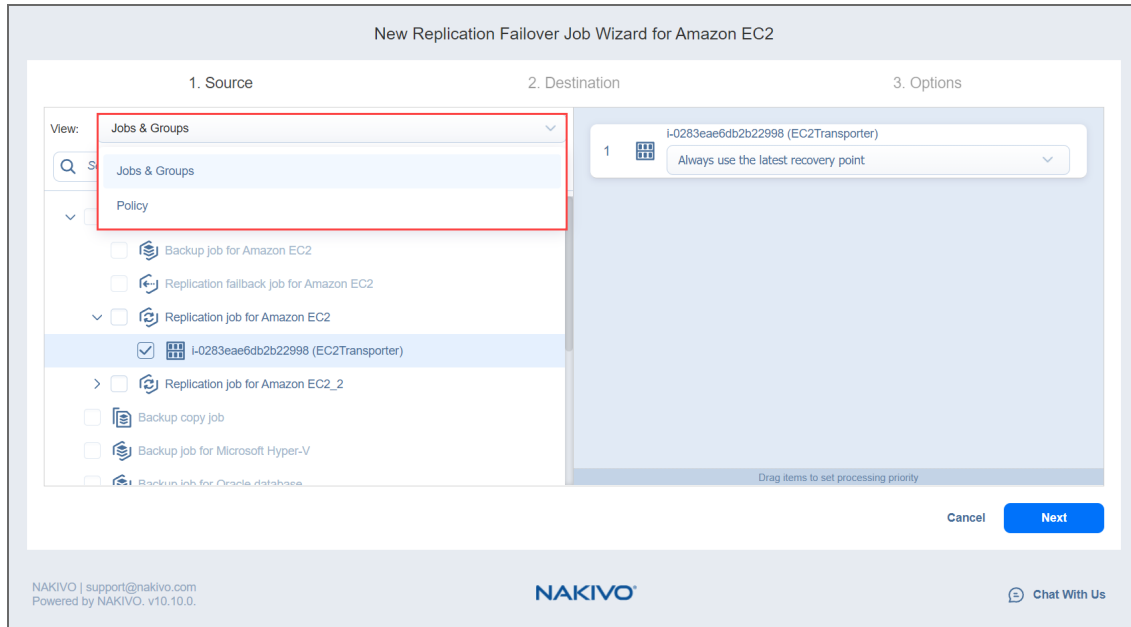 New Replication Failover Job Wizard for Amazon EC2
1. Source
2. Destination
3. Options
View:
Jobs & Groups
Jobs & Groups
Policy
Backup job for Amazon EC2
Replication failback job for Amazon EC2
Replication job for Amazon EC2
i-0283eae6db2b22998 (EC2Transporter)
Replication job for Amazon EC2_2
Backup copy job
Backup job for Microsoft Hyper-V
Backup job for Oracle database
1
i-0283eae6db2b22998 (EC2Transporter)
Always use the latest recovery point
Drag items to set processing priority
Cancel
Next
NAKIVO | support@nakivo.com
Powered by NAKIVO. v10.10.0.
NAKIVO®
Chat With Us